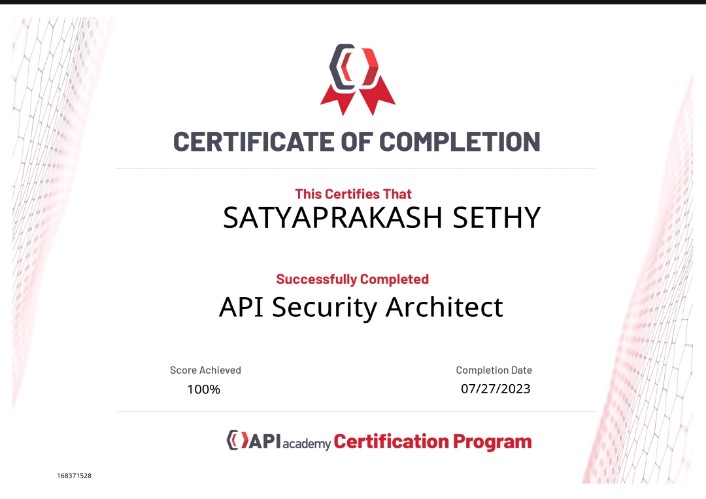 CERTIFICATE OF COMPLETION
This Certifies That
SATYAPRAKASH SETHY
Successfully Completed
API Security Architect
Score Achieved
100%
Completion Date
07/27/2023
API academy Certification Program
168371528